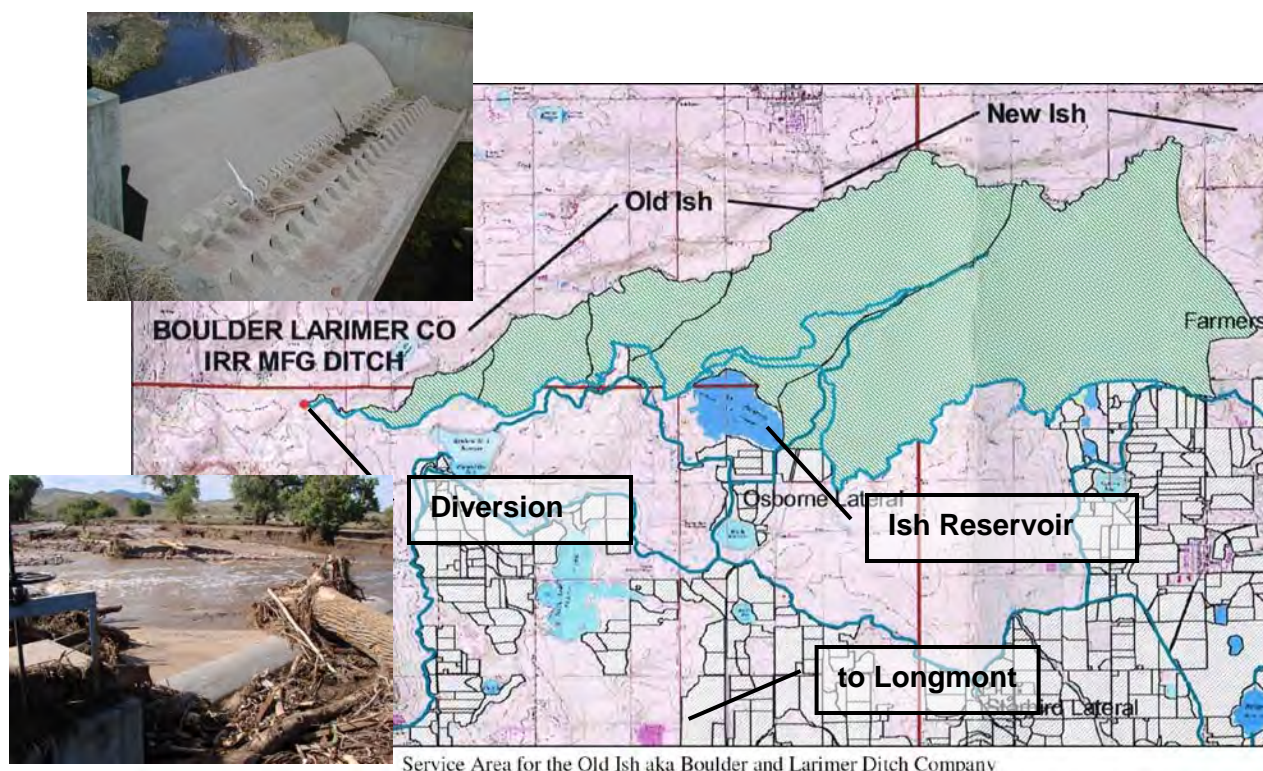 New Ish
Old Ish
BOULDER LARIMER CO
IRR MFG DITCH
Farmers
Diversion
Osborne Lateral
Ish Reservoir
to Longmont
Starbird Lateral
Service Area for the Old Ish aka Boulder and Larimer Ditch Company